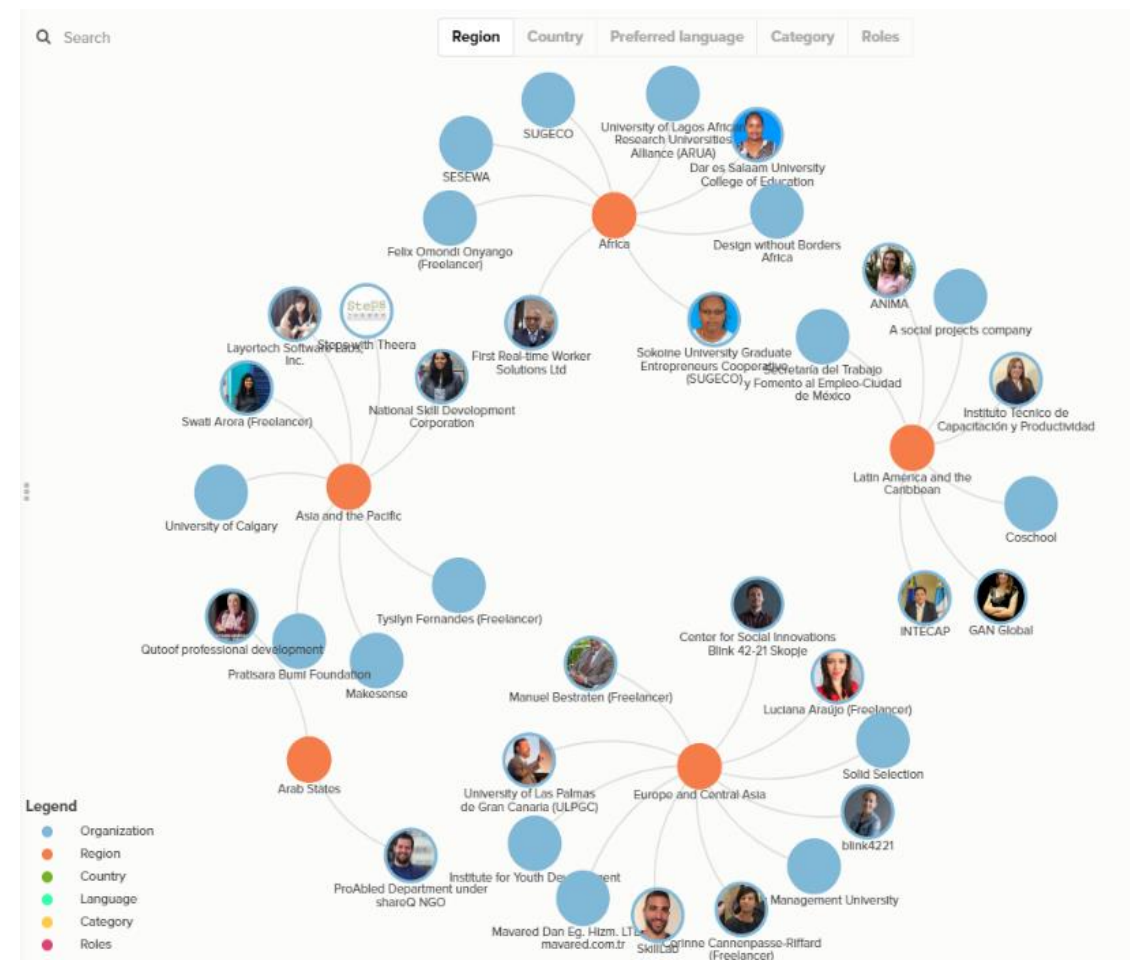 Search
Region
Country
Preferred language
Category
Roles
SUGECO
University of Lagos African
Research Universities
Alliance (ARUA)
SESEWA
Dar es Salaam University
College of Education
Africa
Felix Omondi Onyango
(Freelancer)
Design without Borders
Africa
ANIMA
A social projects company
StePS
Layertech Software Labs,
Inc.
Steps with Theera
First Real-time Worker
Solutions Ltd
Sokoine University Graduate
Entrepreneurs Cooperative
(SUGECO)
Secretaría del Trabajo
y Fomento al Empleo-Ciudad
de México
Swati Arora (Freelancer)
National Skill Development
Corporation
Instituto Técnico de
Capacitación y Productividad
Latin America and the
Caribbean
University of Calgary
Asia and the Pacific
Coschool
Tysilyn Fernandes (Freelancer)
INTECAP
GAN Global
Qutoof professional development
Pratisara Bumi Foundation
Makesense
Center for Social Innovations
Blink 42-21 Skopje
Manuel Bestraten (Freelancer)
Luciana Araújo (Freelancer)
Solid Selection
Arab States
University of Las Palmas
de Gran Canaria (ULPGC)
Europe and Central Asia
blink4221
ProAbled Department under
shareQ NGO
Institute for Youth Development
Management University
Mavared Dan Eg. Hizm. LTD
mavared.com.tr
SkillLab
Corinne Cannenpasse-Riffard
(Freelancer)
Legend
Organization
Region
Country
Language
Category
Roles